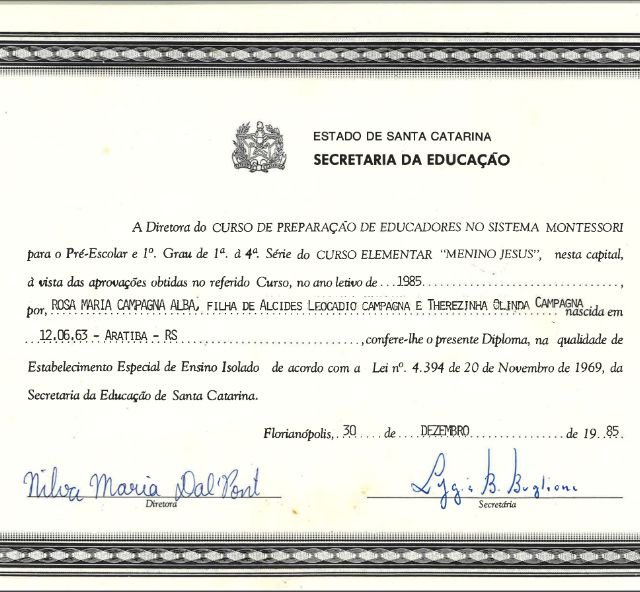 ESTADO DE SANTA CATARINA
SECRETARIA DA EDUCAÇÃO
A Diretora do CURSO DE PREPARAÇÃO DE EDUCADORES NO SISTEMA MONTESSORI
para o Pré-Escolar e 1º. Grau de 1ª. à 4ª. Série do CURSO ELEMENTAR "MENINO JESUS", nesta capital,
à vista das aprovações obtidas no referido Curso, no ano letivo de 1985,
por, ROSA MARIA CAMPAGNA ALBA, FILHA DE ALCIDES LEOCADIO CAMPAGNA E THEREZINHA OLINDA CAMPAGNA nascida em
12.06.63 - ARATIBA - RS, confere-lhe o presente Diploma, na qualidade de
Estabelecimento Especial de Ensino Isolado de acordo com a Lei nº. 4.394 de 20 de Novembro de 1969, da
Secretaria da Educação de Santa Catarina.
Florianópolis, 30 de DEZEMBRO de 19 85.
Nilva Maria Dal'Pont Lygia B. Buglione
Diretora Secretária